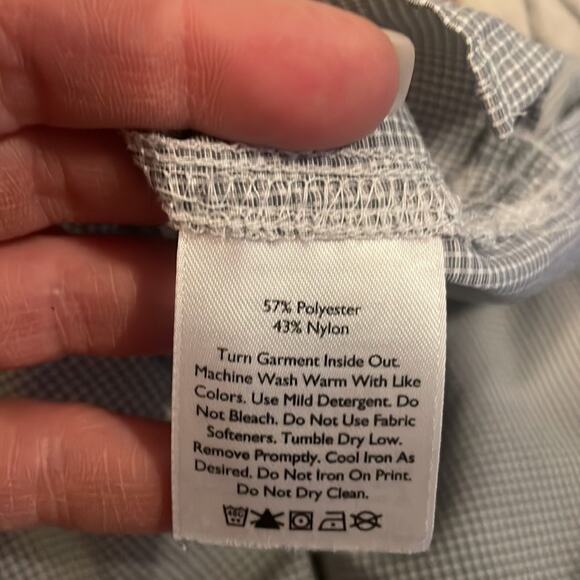 57% Polyester
43% Nylon
Turn Garment Inside Out.
Machine Wash Warm With Like
Colors. Use Mild Detergent. Do
Not Bleach. Do Not Use Fabric
Softeners. Tumble Dry Low.
Remove Promptly. Cool Iron As
Desired. Do Not Iron On Print.
Do Not Dry Clean.
40C